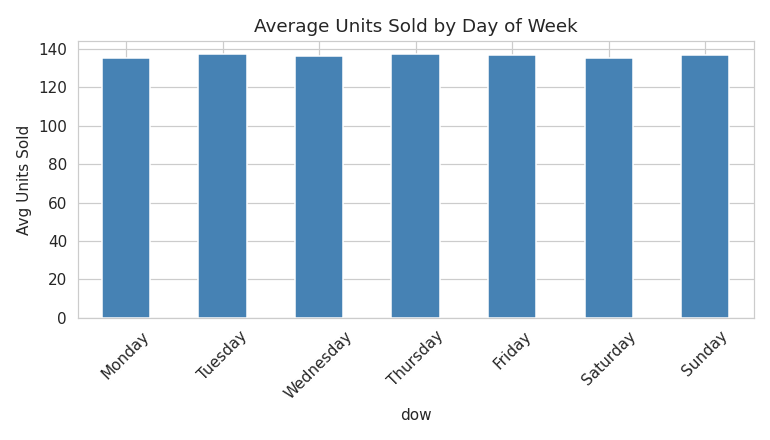 Average Units Sold by Day of Week
Avg Units Sold
140
120
100
80
60
40
20
0
Monday
Tuesday
Wednesday
Thursday
Friday
Saturday
Sunday
dow